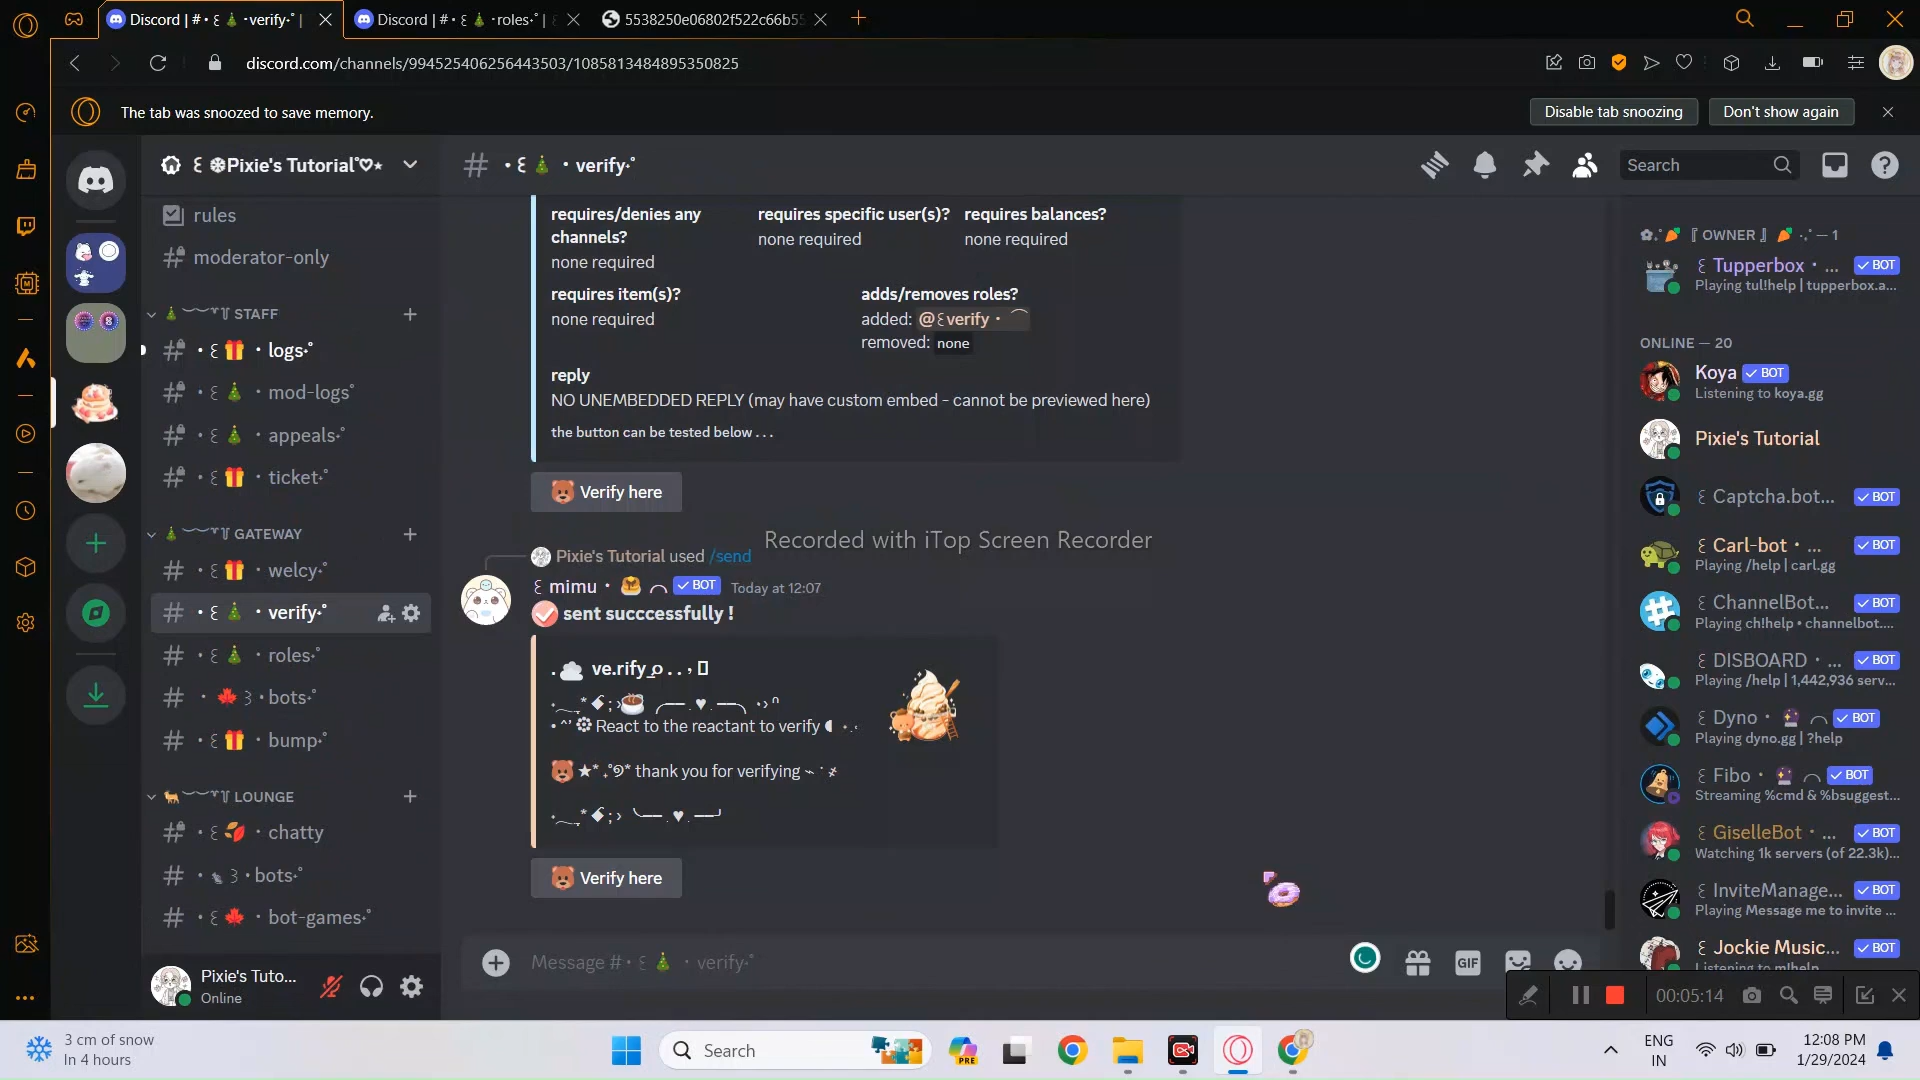 Discord | #・꒰🎄・verify˖˚ |
Discord | #・꒰🎄・roles˖˚ |
5538250e06802f522c66b5
discord.com/channels/994525406256443503/1085813484895350825
The tab was snoozed to save memory.
Disable tab snoozing
Don't show again
꒰ ❄Pixie's Tutorial˚♡⋆
・꒰🎄・verify˖˚
Search
rules
moderator-only
STAFF
・꒰🎁・logs˖˚
・꒰🎄・mod-logs˚
・꒰🎄・appeals˖˚
・꒰🎁・ticket˖˚
GATEWAY
・꒰🎁・welcy˖˚
・꒰🎄・verify˖˚
・꒰🎄・roles˖˚
・🍁꒱・bots˖˚
・꒰🎁・bump˖˚
LOUNGE
・꒰🍂・chatty
・🐿꒱・bots˖˚
・꒰🍁・bot-games˖˚
Pixie's Tuto...
Online
requires/denies any channels?
none required
requires specific user(s)?
none required
requires balances?
none required
requires item(s)?
none required
adds/removes roles?
added: @꒰verify・⌒
removed: none
reply
NO UNEMBEDDED REPLY (may have custom embed - cannot be previewed here)
the button can be tested below . . .
🐻 Verify here
Recorded with iTop Screen Recorder
Pixie's Tutorial used /send
꒰ mimu・🥞 ⌒ ✓ BOT Today at 12:07
sent succcessfully !
. ☁ ve.rify
React to the reactant to verify
thank you for verifying
🐻 Verify here
Message #・꒰🎄・verify˖˚
GIF
『 OWNER 』 — 1
꒰ Tupperbox・... ✓ BOT
Playing tul!help | tupperbox.a...
ONLINE — 20
Koya ✓ BOT
Listening to koya.gg
Pixie's Tutorial
꒰ Captcha.bot... ✓ BOT
꒰ Carl-bot・... ✓ BOT
Playing /help | carl.gg
꒰ ChannelBot... ✓ BOT
Playing ch!help • channelbot....
꒰ DISBOARD・... ✓ BOT
Playing /help | 1,442,936 serv...
꒰ Dyno・🔮 ⌒ ✓ BOT
Playing dyno.gg | ?help
꒰ Fibo・🔮 ⌒ ✓ BOT
Streaming %cmd & %bsuggest...
꒰ GiselleBot・... ✓ BOT
Watching 1k servers (of 22.3k)...
꒰ InviteManage... ✓ BOT
Playing Message me to invite ...
꒰ Jockie Music... ✓ BOT
Listening to m!help
00:05:14
3 cm of snow
In 4 hours
Search
PRE
ENG
IN
12:08 PM
1/29/2024